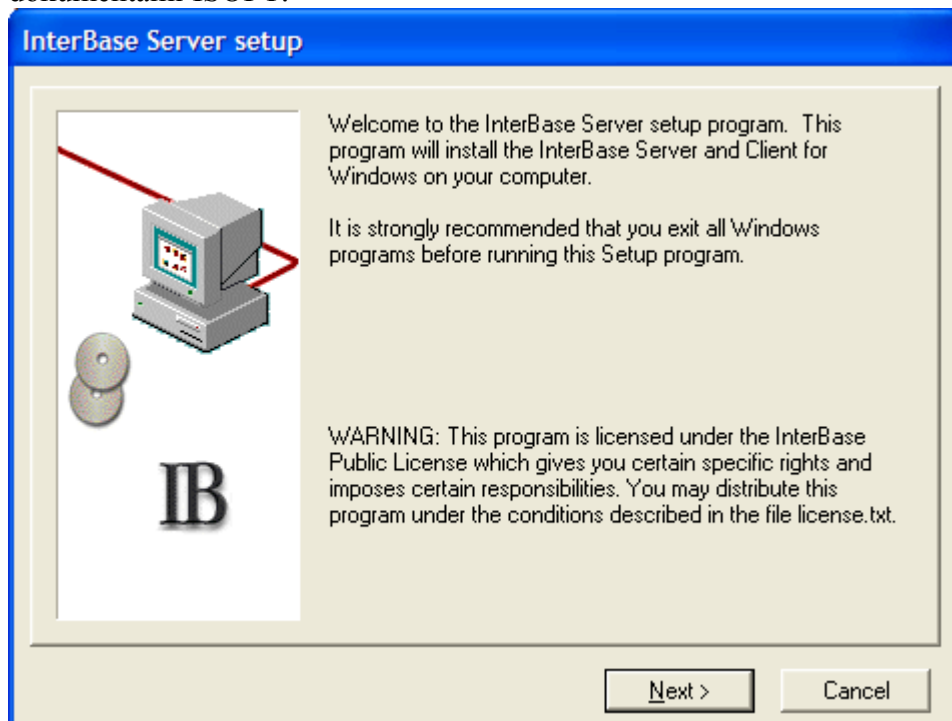 InterBase Server setup
Welcome to the InterBase Server setup program. This
program will install the InterBase Server and Client for
Windows on your computer.
It is strongly recommended that you exit all Windows
programs before running this Setup program.
WARNING: This program is licensed under the InterBase
Public License which gives you certain specific rights and
imposes certain responsibilities. You may distribute this
program under the conditions described in the file license.txt.
IB
Next >
Cancel